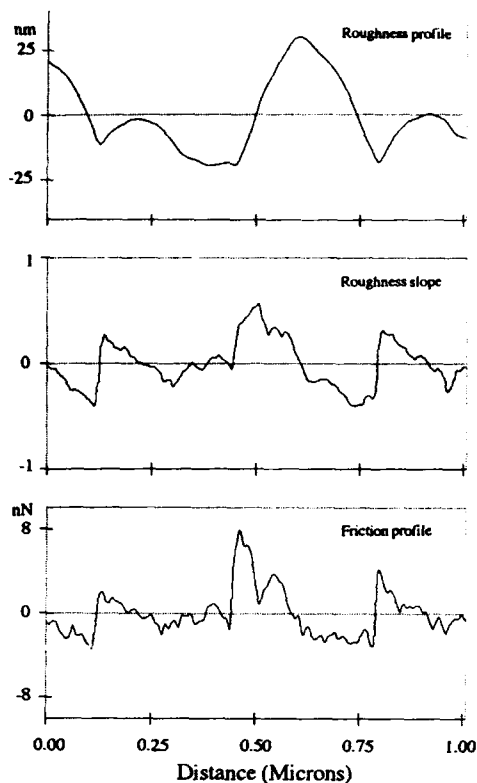 nm
Roughness profile
25
0
-25
1
Roughness slope
0
-1
nN
Friction profile
8
0
-8
0.00 0.25 0.50 0.75 1.00
Distance (Microns)